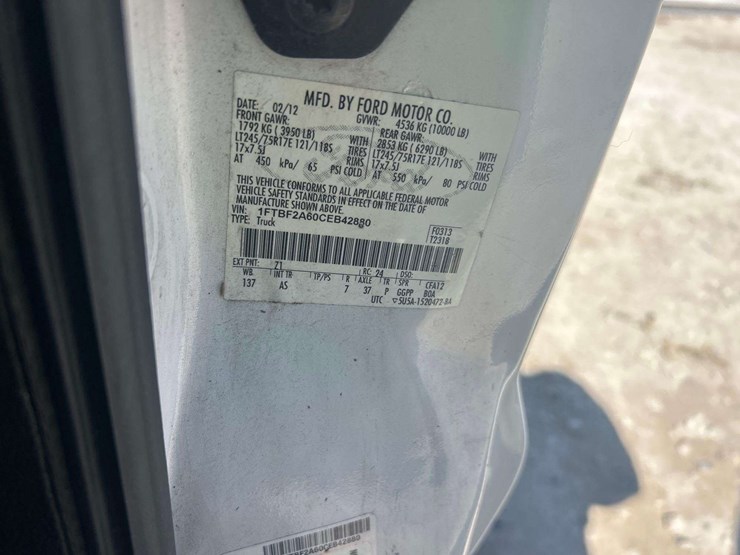 MFD. BY FORD MOTOR CO.
DATE: 02/12 GVWR: 4536 KG (10000 LB)
FRONT GAWR: REAR GAWR:
1792 KG (3950 LB) WITH 2853 KG (6290 LB) WITH
LT245/75R17E 121/118S TIRES LT245/75R17E 121/118S TIRES
17x7.5J RIMS 17x7.5J RIMS
AT 450 kPa/ 65 PSI COLD AT 550 kPa/ 80 PSI COLD
THIS VEHICLE CONFORMS TO ALL APPLICABLE FEDERAL MOTOR
VEHICLE SAFETY STANDARDS IN EFFECT ON THE DATE OF
MANUFACTURE SHOWN ABOVE.
VIN: 1FTBF2A60CEB42880 F0313
TYPE: Truck T2318
EXT PNT: Z1 RC: 24 DSO:
WB INT TR TP/PS R AXLE TR SPR CFA12
137 AS 7 37 P GGPP BOA
UTC ▽5U5A-1520472-BA
F2A60CEB42880